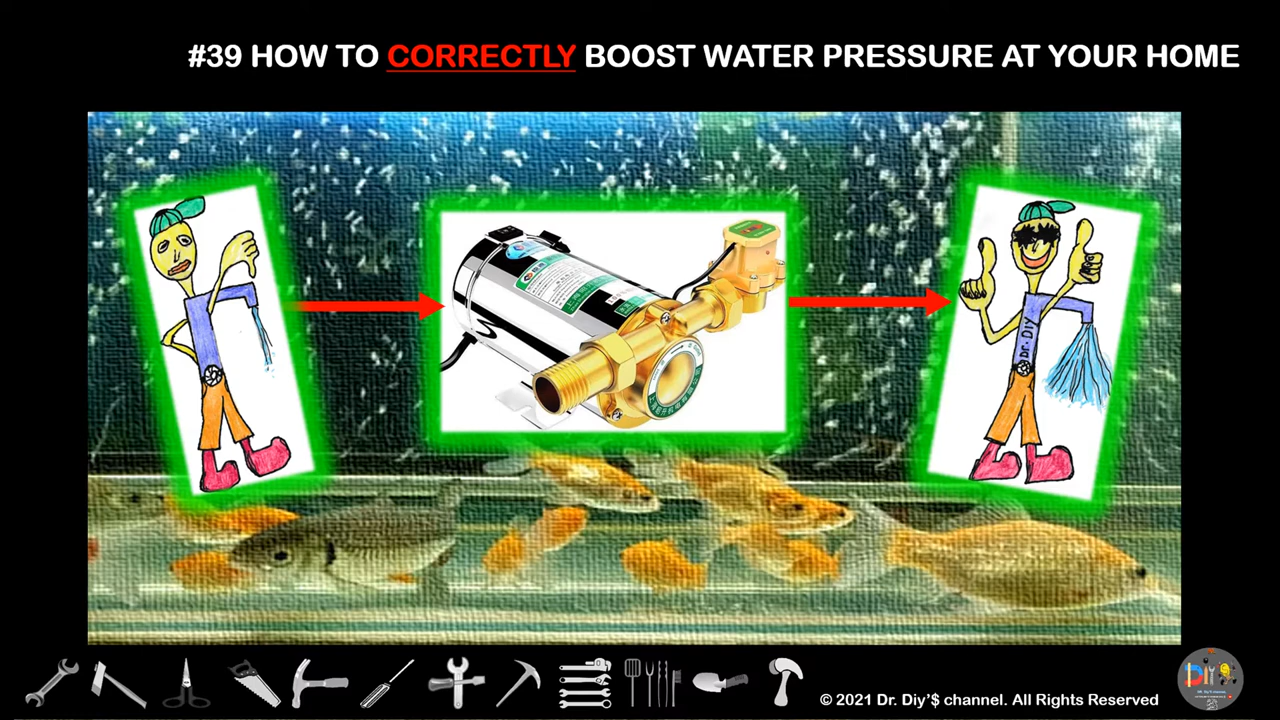 #39 HOW TO CORRECTLY BOOST WATER PRESSURE AT YOUR HOME
Dr. Diy
DIY
© 2021 Dr. Diy'$ channel. All Rights Reserved